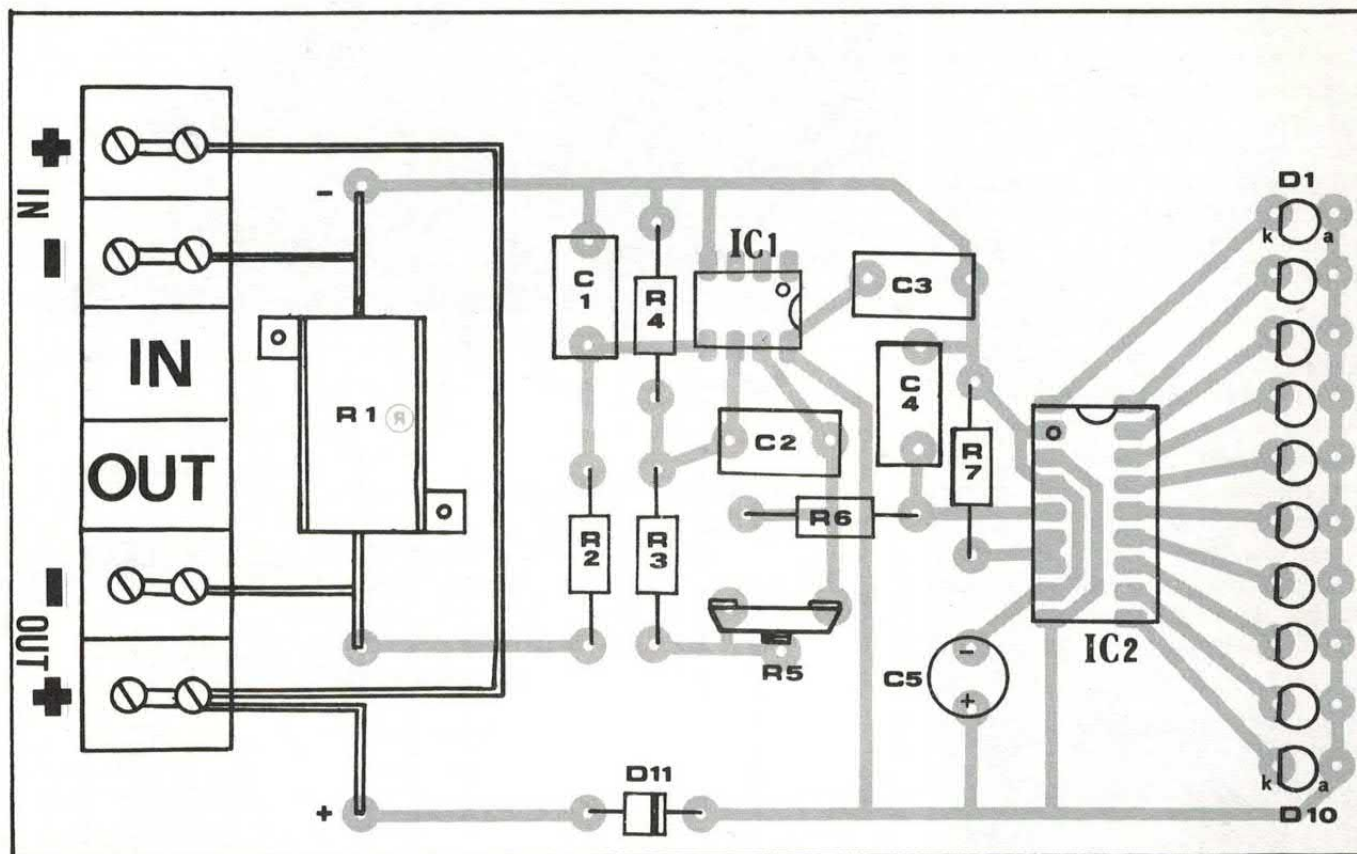 +
IN
-
IN
OUT
-
OUT
+
-
R1
R
+
C1
R4
IC1
C3
C4
C2
R7
R2
R3
R6
R5
C5
-
+
IC2
D11
D1
k a
k a
D10